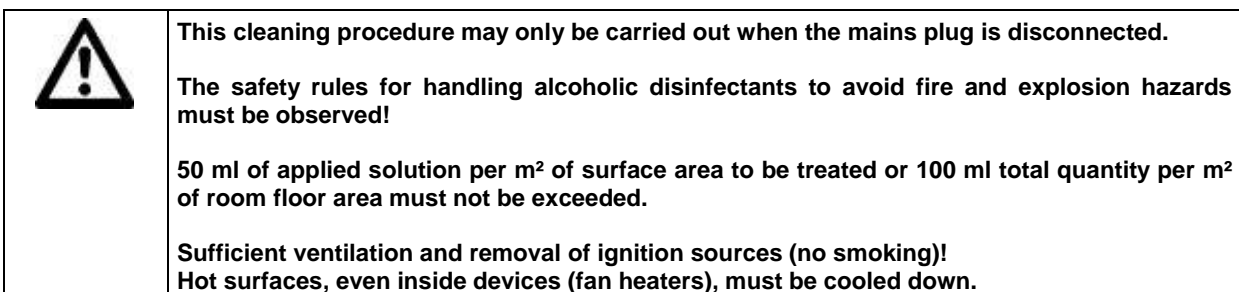 This cleaning procedure may only be carried out when the mains plug is disconnected.
The safety rules for handling alcoholic disinfectants to avoid fire and explosion hazards
must be observed!
50 ml of applied solution per m² of surface area to be treated or 100 ml total quantity per m²
of room floor area must not be exceeded.
Sufficient ventilation and removal of ignition sources (no smoking)!
Hot surfaces, even inside devices (fan heaters), must be cooled down.